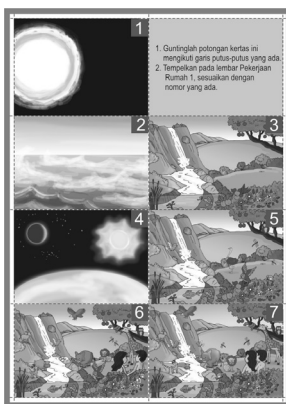 1
1. Guntinglah potongan kertas ini
mengikuti garis putus-putus yang ada.
2. Tempelkan pada lembar Pekerjaan
Rumah 1, sesuaikan dengan
nomor yang ada.
2
3
4
5
6
7